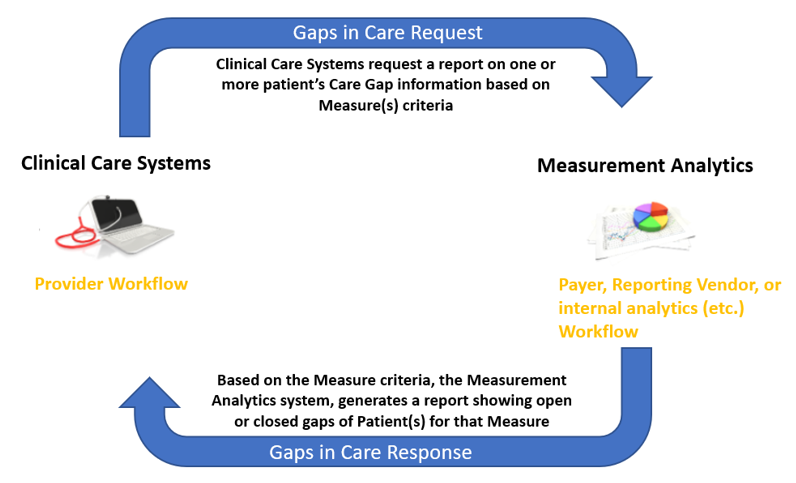 Gaps in Care Request
Clinical Care Systems request a report on one or
more patient's Care Gap information based on
Measure(s) criteria
Clinical Care Systems
Measurement Analytics
Provider Workflow
Payer, Reporting Vendor, or
internal analytics (etc.)
Workflow
Based on the Measure criteria, the Measurement
Analytics system, generates a report showing open
or closed gaps of Patient(s) for that Measure
Gaps in Care Response